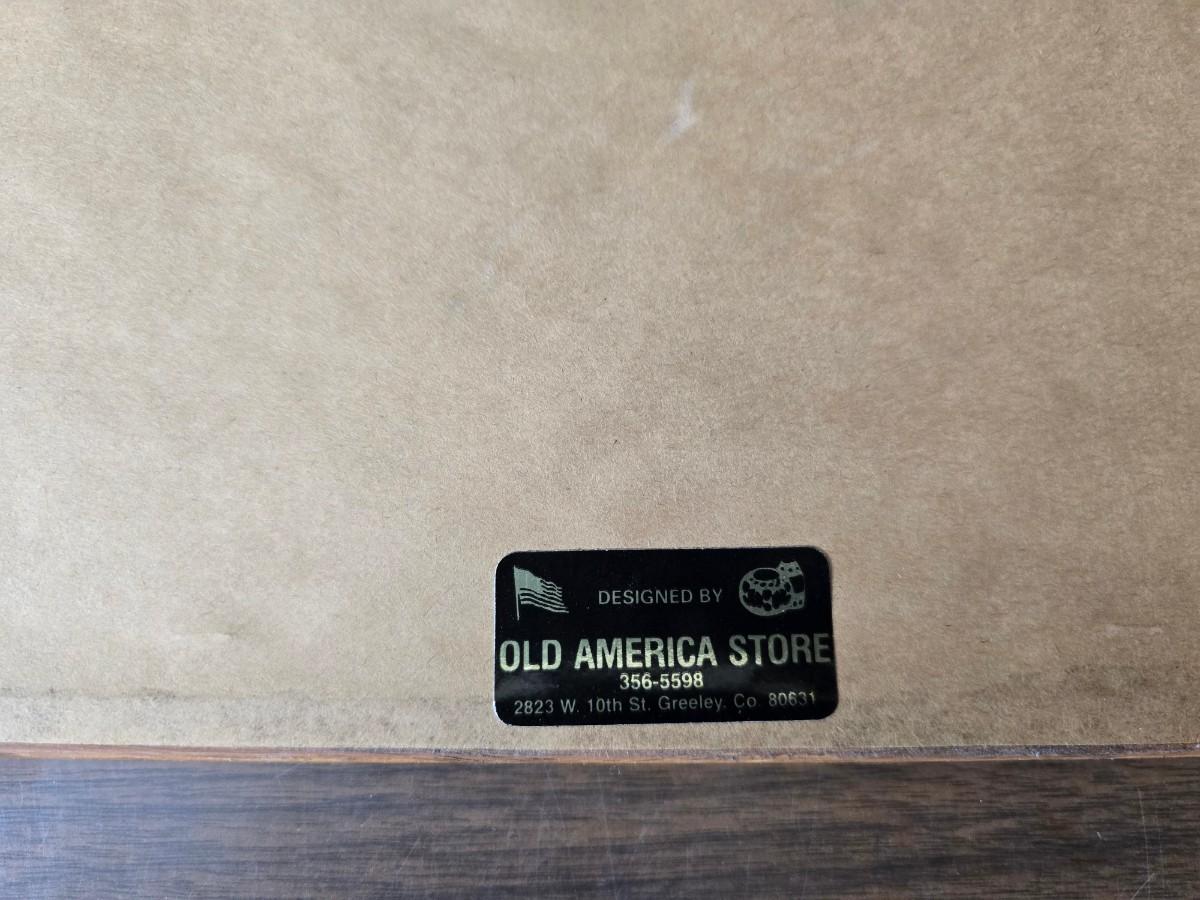 DESIGNED BY
OLD AMERICA STORE
356-5598
2823 W. 10th St. Greeley. Co. 80631